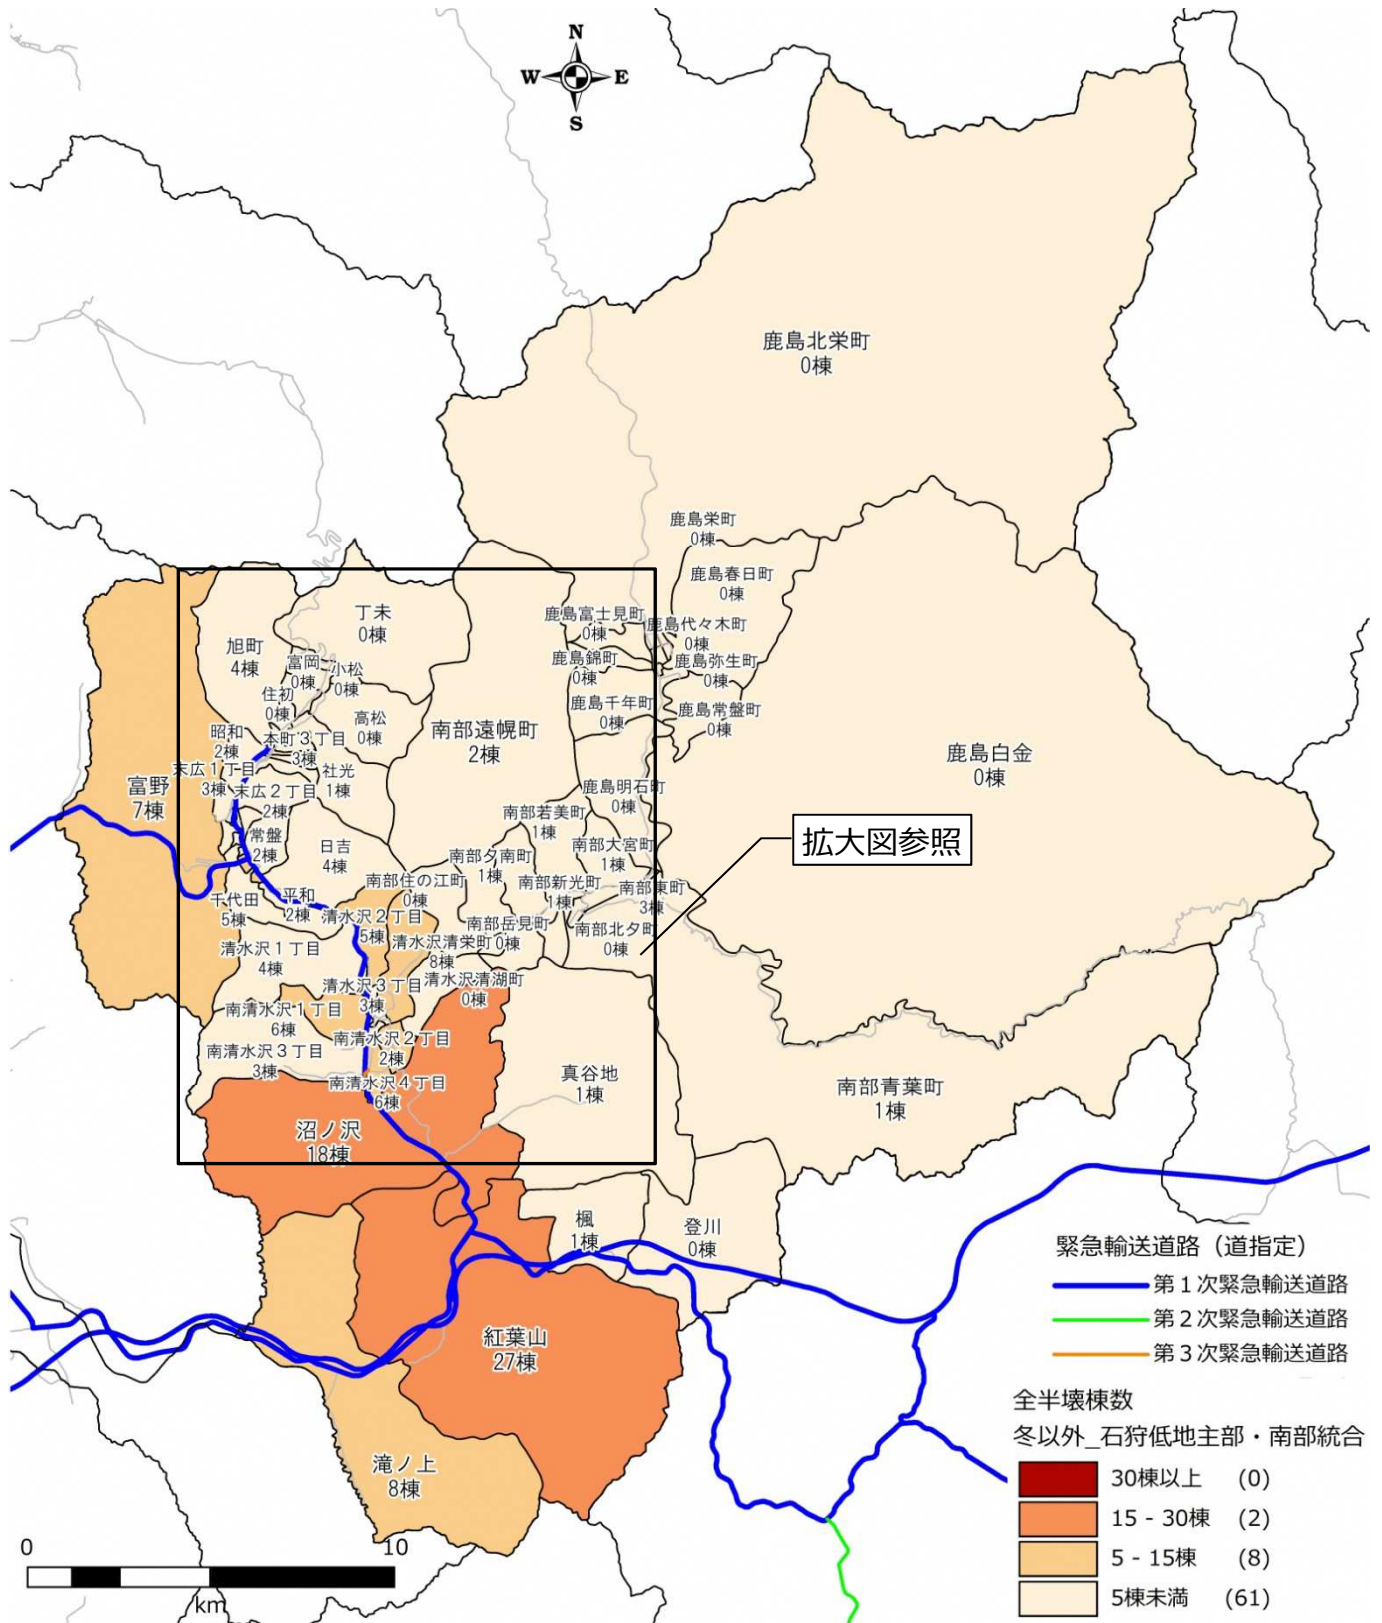 N
W E
S
鹿島北栄町
0棟
鹿島栄町
0棟
鹿島春日町
0棟
鹿島富士見町
0棟
鹿島代々木町
0棟
鹿島錦町
0棟
鹿島弥生町
0棟
鹿島千年町
0棟
鹿島常盤町
0棟
鹿島白金
0棟
丁未
0棟
旭町
4棟
富岡
0棟
小松
0棟
住初
0棟
高松
0棟
南部遠幌町
2棟
昭和
2棟
本町3丁目
3棟
末広1丁目
3棟
社光
1棟
末広2丁目
2棟
富野
7棟
鹿島明石町
0棟
南部若美町
1棟
常盤
2棟
日吉
4棟
南部大宮町
1棟
拡大図参照
南部夕南町
1棟
南部住の江町
0棟
南部新光町
1棟
南部東町
3棟
千代田
5棟
平和
2棟
清水沢2丁目
5棟
南部岳見町
0棟
南部北夕町
0棟
清水沢1丁目
4棟
清水沢清栄町
8棟
清水沢3丁目
3棟
清水沢清湖町
0棟
南清水沢1丁目
6棟
南清水沢2丁目
2棟
南清水沢3丁目
3棟
南清水沢4丁目
6棟
真谷地
1棟
南部青葉町
1棟
沼ノ沢
18棟
楓
1棟
登川
0棟
紅葉山
27棟
滝ノ上
8棟
緊急輸送道路（道指定）
第1次緊急輸送道路
第2次緊急輸送道路
第3次緊急輸送道路
全半壊棟数
冬以外_石狩低地主部・南部統合
30棟以上 (0)
15 - 30棟 (2)
5 - 15棟 (8)
5棟未満 (61)
0 10
km